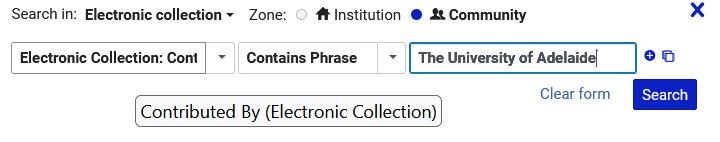 Search in: Electronic collection Zone: Institution Community
Electronic Collection: Cont Contains Phrase The University of Adelaide
Clear form Search
Contributed By (Electronic Collection)